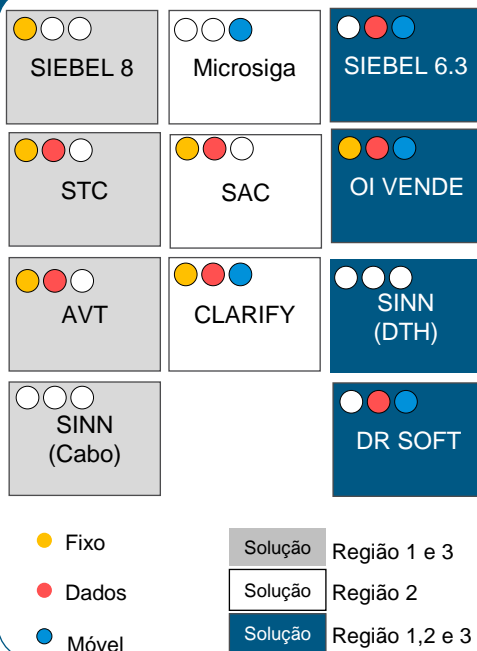 SIEBEL 8
Microsiga
SIEBEL 6.3
STC
SAC
OI VENDE
AVT
CLARIFY
SINN
(DTH)
SINN
(Cabo)
DR SOFT
Fixo
Dados
Móvel
Solução Região 1 e 3
Solução Região 2
Solução Região 1,2 e 3